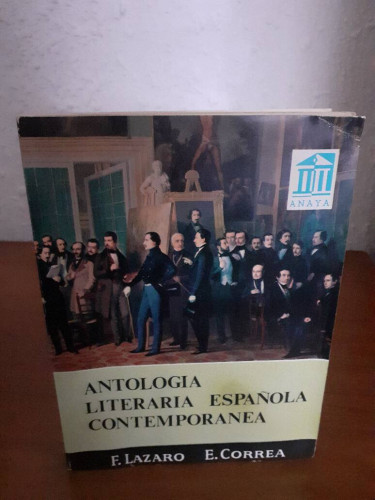 ANAYA
ANTOLOGIA
LITERARIA ESPAÑOLA
CONTEMPORANEA
F. LAZARO E. CORREA